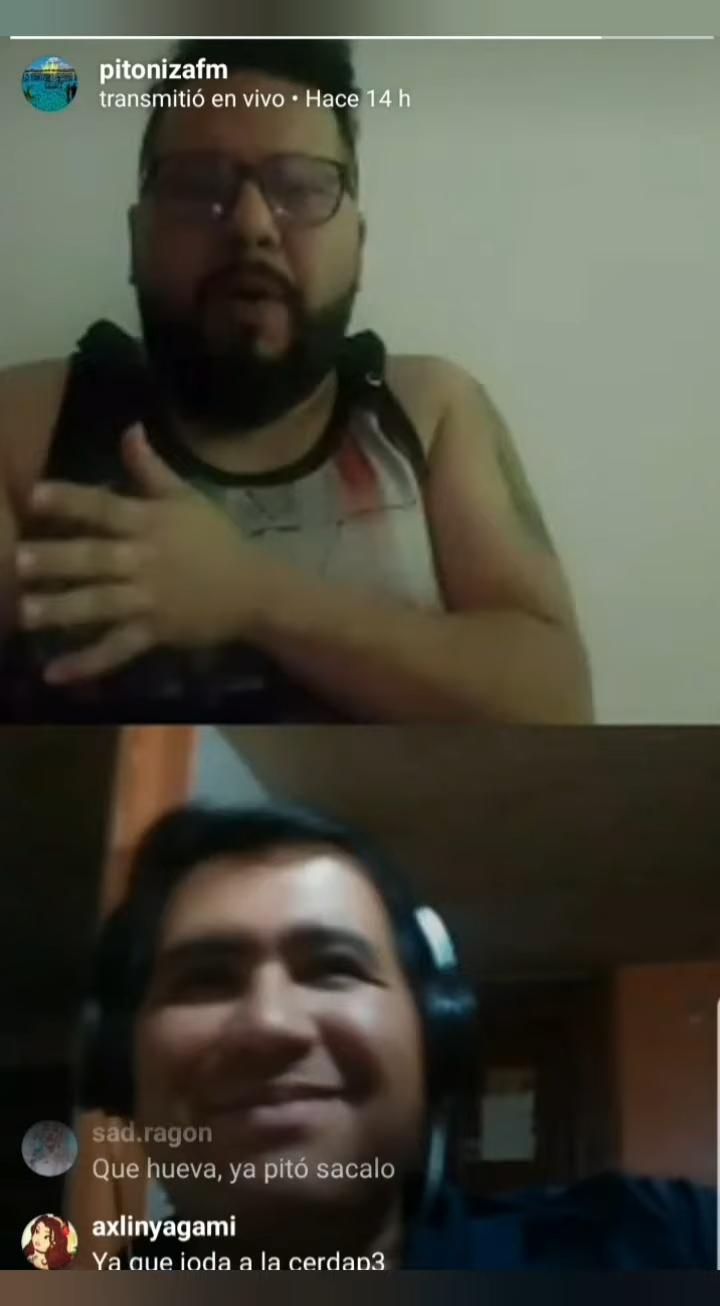 pitonizafm
transmitió en vivo • Hace 14 h
sad.ragon
Que hueva, ya pitó sacalo
axlinyagami
Ya que joda a la cerdap3